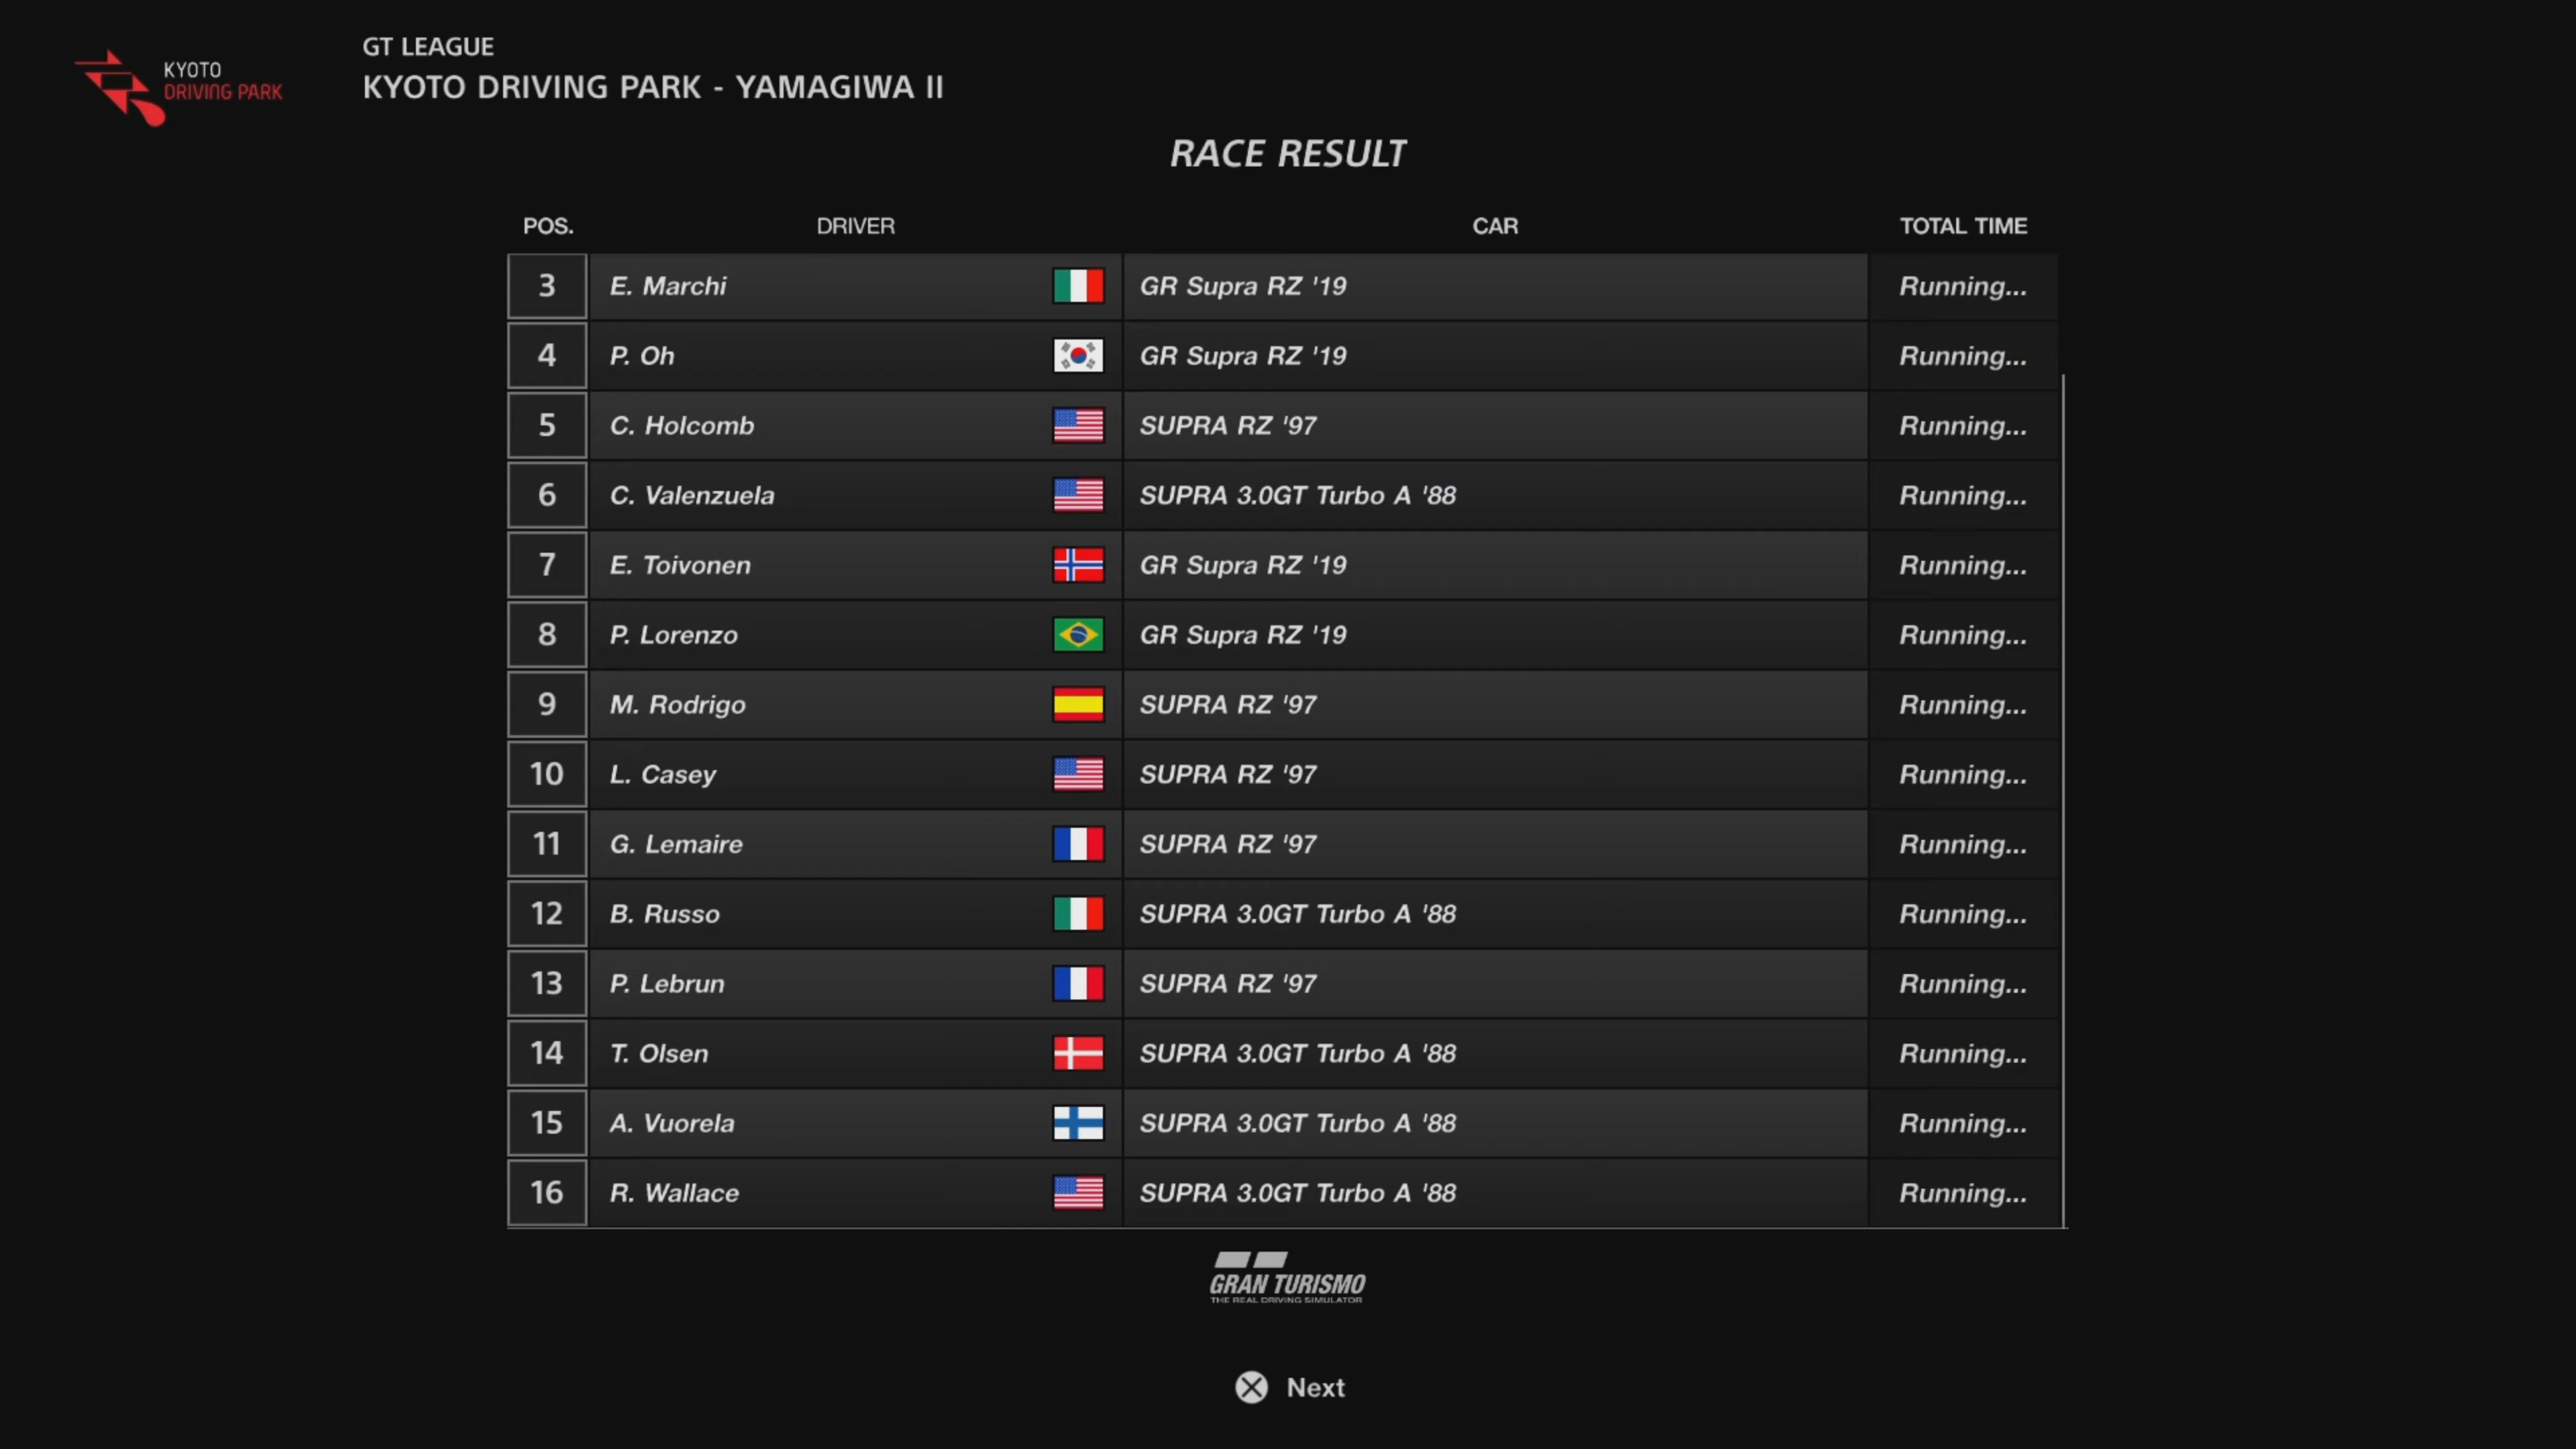 KYOTO
DRIVING PARK
GT LEAGUE
KYOTO DRIVING PARK - YAMAGIWA II
RACE RESULT
POS. DRIVER CAR TOTAL TIME
3 E. Marchi GR Supra RZ '19 Running...
4 P. Oh GR Supra RZ '19 Running...
5 C. Holcomb SUPRA RZ '97 Running...
6 C. Valenzuela SUPRA 3.0GT Turbo A '88 Running...
7 E. Toivonen GR Supra RZ '19 Running...
8 P. Lorenzo GR Supra RZ '19 Running...
9 M. Rodrigo SUPRA RZ '97 Running...
10 L. Casey SUPRA RZ '97 Running...
11 G. Lemaire SUPRA RZ '97 Running...
12 B. Russo SUPRA 3.0GT Turbo A '88 Running...
13 P. Lebrun SUPRA RZ '97 Running...
14 T. Olsen SUPRA 3.0GT Turbo A '88 Running...
15 A. Vuorela SUPRA 3.0GT Turbo A '88 Running...
16 R. Wallace SUPRA 3.0GT Turbo A '88 Running...
GRAN TURISMO
THE REAL DRIVING SIMULATOR
Next